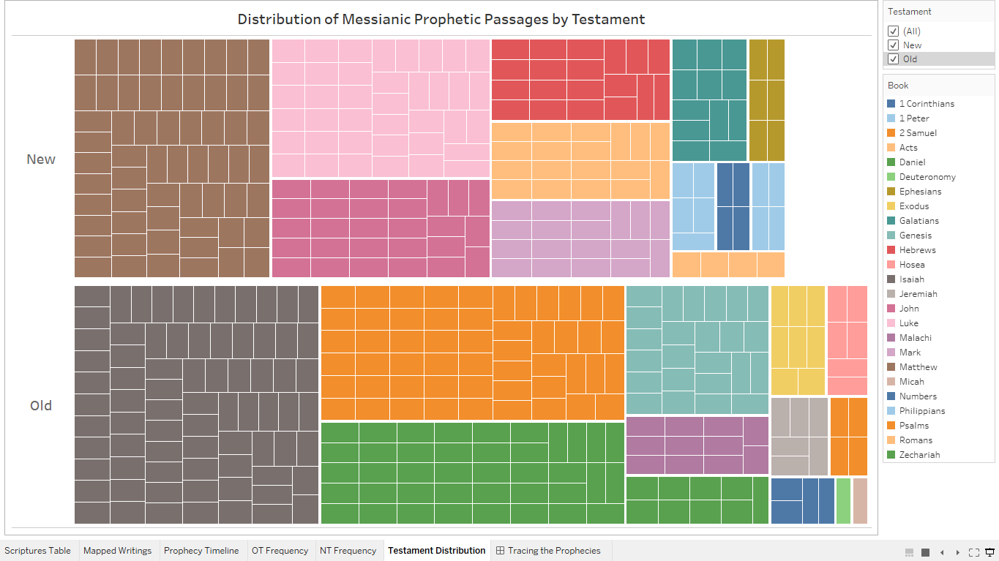 Distribution of Messianic Prophetic Passages by Testament
New
Old
Testament
(All)
New
Old
Book
1 Corinthians
1 Peter
2 Samuel
Acts
Daniel
Deuteronomy
Ephesians
Exodus
Galatians
Genesis
Hebrews
Hosea
Isaiah
Jeremiah
John
Luke
Malachi
Mark
Matthew
Micah
Numbers
Philippians
Psalms
Romans
Zechariah
Scriptures Table Mapped Writings Prophecy Timeline OT Frequency NT Frequency Testament Distribution Tracing the Prophecies